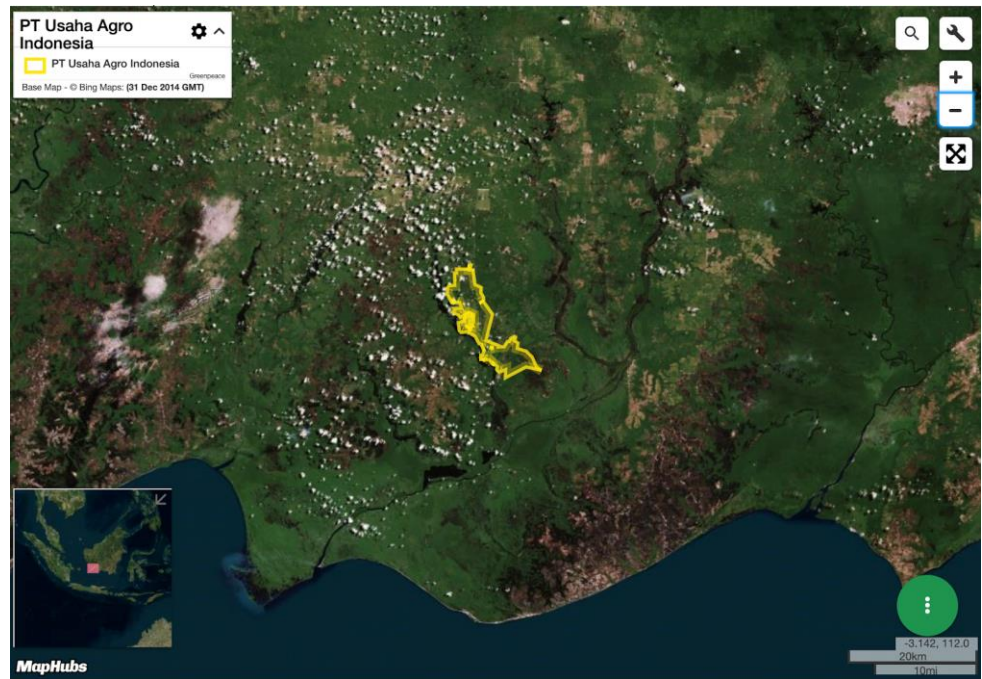 PT Usaha Agro
Indonesia
PT Usaha Agro Indonesia
Greenpeace
Base Map - © Bing Maps: (31 Dec 2014 GMT)
MapHubs
-3.142, 112.0
20km
10mi